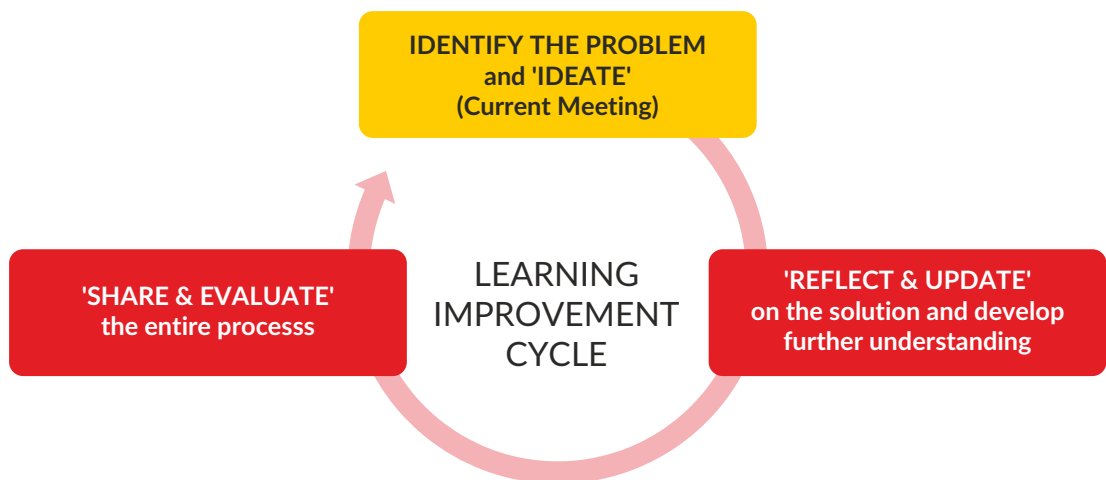 IDENTIFY THE PROBLEM
and 'IDEATE'
(Current Meeting)
LEARNING
IMPROVEMENT
CYCLE
'REFLECT & UPDATE'
on the solution and develop
further understanding
'SHARE & EVALUATE'
the entire processs